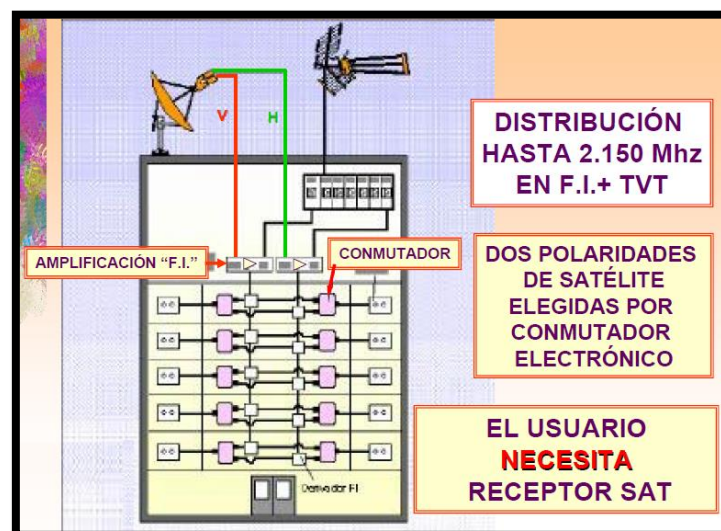 V
H
DISTRIBUCIÓN
HASTA 2.150 Mhz
EN F.I.+ TVT
AMPLIFICACIÓN “F.I.”
CONMUTADOR
DOS POLARIDADES
DE SATÉLITE
ELEGIDAS POR
CONMUTADOR
ELECTRÓNICO
EL USUARIO
NECESITA
RECEPTOR SAT
Derivador FI